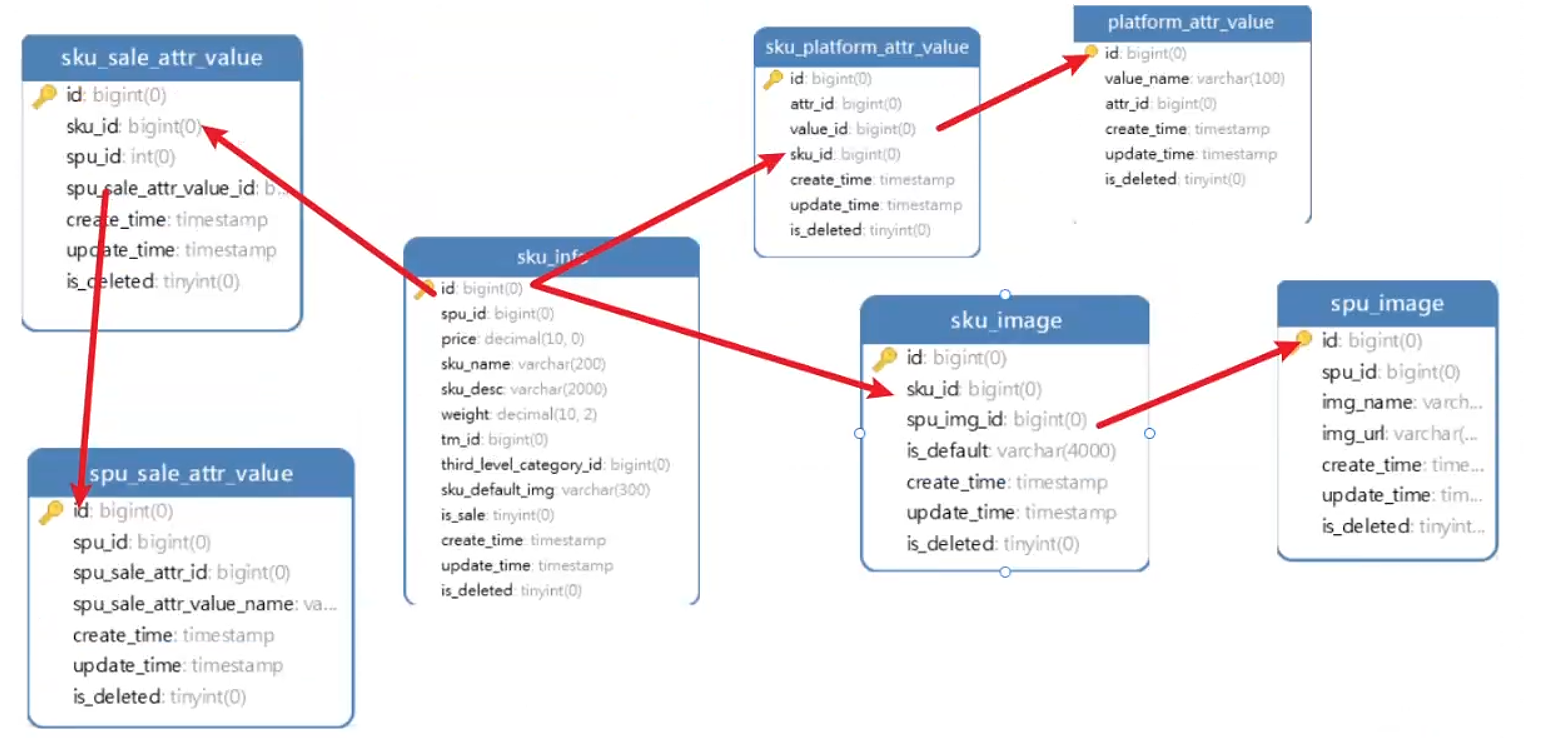 sku_sale_attr_value
id: bigint(0)
sku_id: bigint(0)
spu_id: int(0)
spu_sale_attr_value_id: b...
create_time: timestamp
update_time: timestamp
is_deleted: tinyint(0)
spu_sale_attr_value
id: bigint(0)
spu_id: bigint(0)
spu_sale_attr_id: bigint(0)
spu_sale_attr_value_name: va...
create_time: timestamp
update_time: timestamp
is_deleted: tinyint(0)
sku_info
id: bigint(0)
spu_id: bigint(0)
price: decimal(10, 0)
sku_name: varchar(200)
sku_desc: varchar(2000)
weight: decimal(10, 2)
tm_id: bigint(0)
third_level_category_id: bigint(0)
sku_default_img: varchar(300)
is_sale: tinyint(0)
create_time: timestamp
update_time: timestamp
is_deleted: tinyint(0)
sku_platform_attr_value
id: bigint(0)
attr_id: bigint(0)
value_id: bigint(0)
sku_id: bigint(0)
create_time: timestamp
update_time: timestamp
is_deleted: tinyint(0)
platform_attr_value
id: bigint(0)
value_name: varchar(100)
attr_id: bigint(0)
create_time: timestamp
update_time: timestamp
is_deleted: tinyint(0)
sku_image
id: bigint(0)
sku_id: bigint(0)
spu_img_id: bigint(0)
is_default: varchar(4000)
create_time: timestamp
update_time: timestamp
is_deleted: tinyint(0)
spu_image
id: bigint(0)
spu_id: bigint(0)
img_name: varch...
img_url: varchar(...
create_time: time...
update_time: tim...
is_deleted: tinyint...